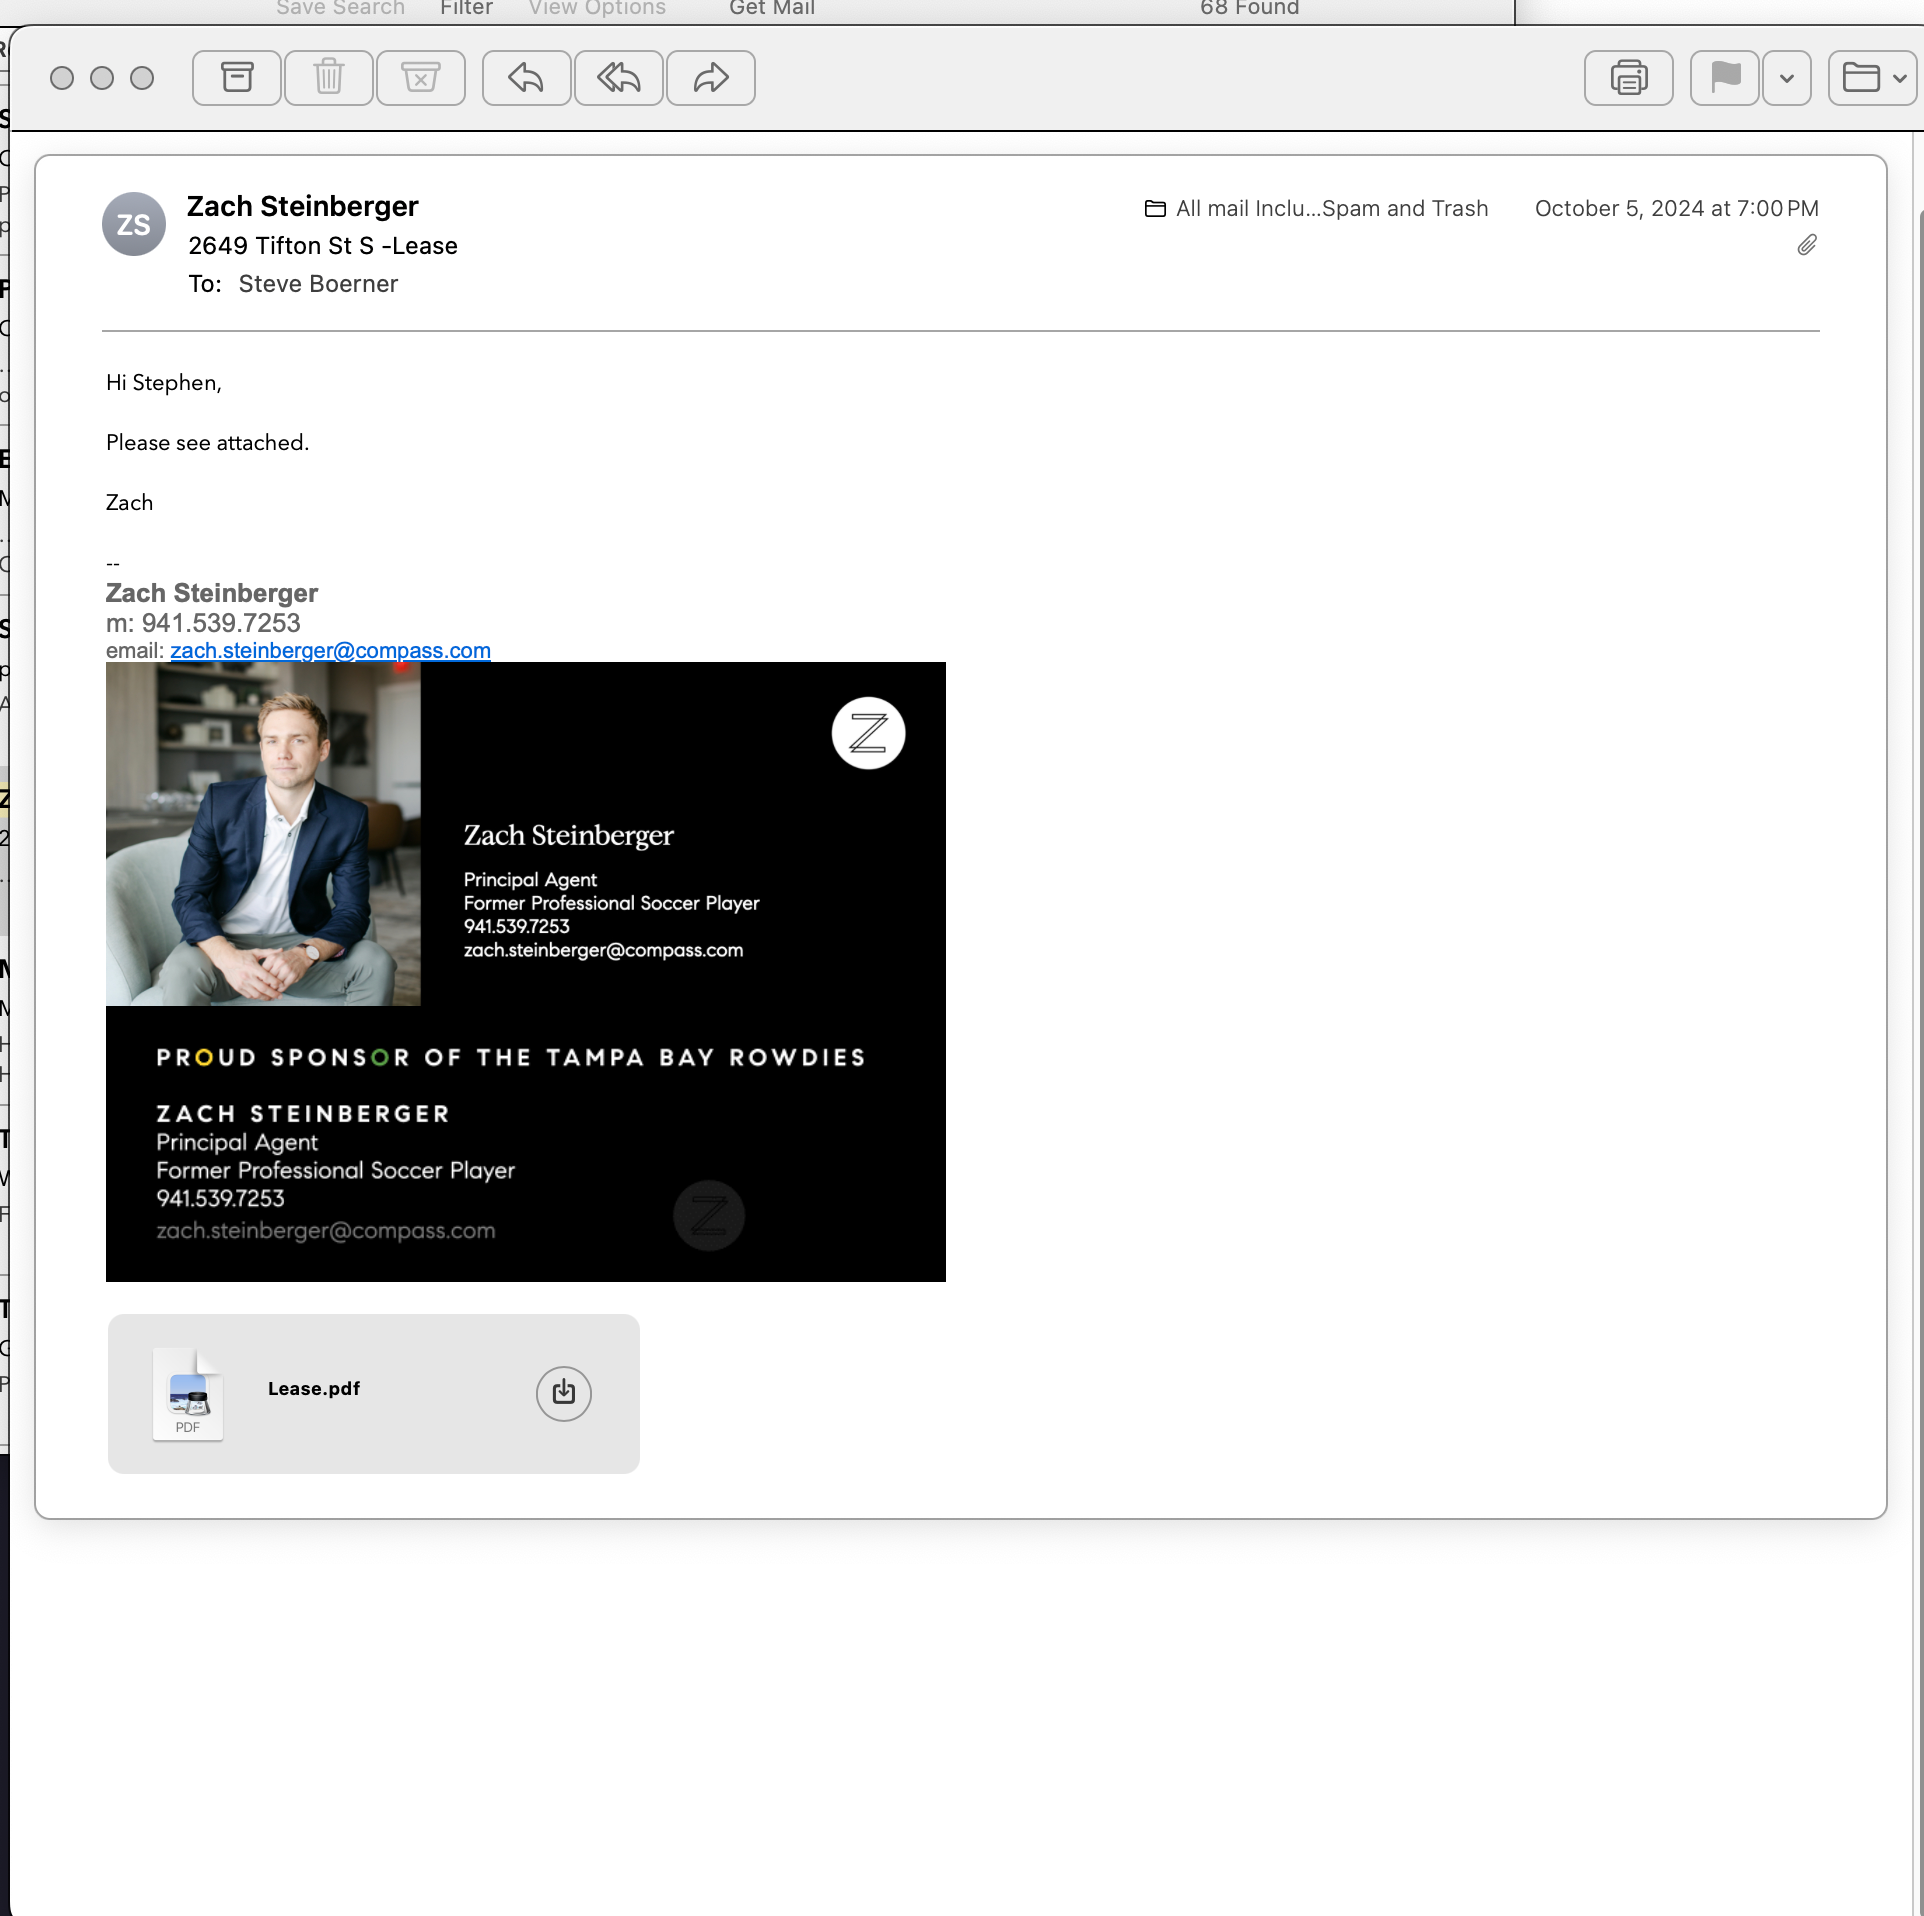 Save Search Filter View Options Get Mail 68 Found
ZS
Zach Steinberger
All mail Inclu...Spam and Trash
October 5, 2024 at 7:00 PM
2649 Tifton St S -Lease
To: Steve Boerner
Hi Stephen,
Please see attached.
Zach
--
Zach Steinberger
m: 941.539.7253
email: zach.steinberger@compass.com
Z
Zach Steinberger
Principal Agent
Former Professional Soccer Player
941.539.7253
zach.steinberger@compass.com
PROUD SPONSOR OF THE TAMPA BAY ROWDIES
ZACH STEINBERGER
Principal Agent
Former Professional Soccer Player
941.539.7253
zach.steinberger@compass.com
Z
Lease.pdf
PDF